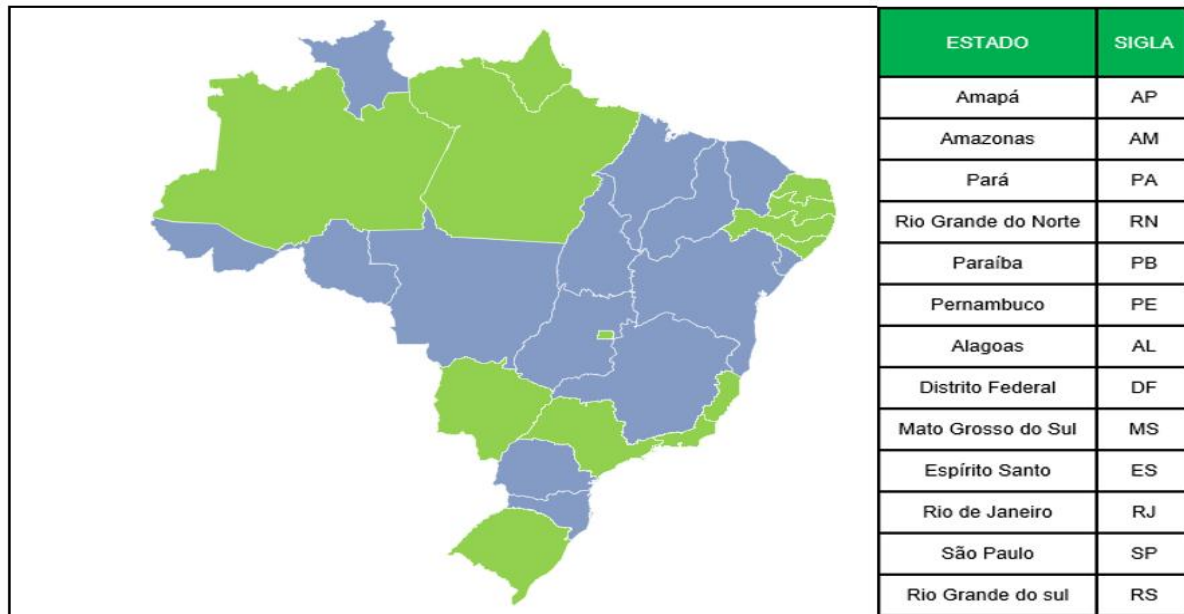 ESTADO SIGLA
Amapá AP
Amazonas AM
Pará PA
Rio Grande do Norte RN
Paraíba PB
Pernambuco PE
Alagoas AL
Distrito Federal DF
Mato Grosso do Sul MS
Espírito Santo ES
Rio de Janeiro RJ
São Paulo SP
Rio Grande do sul RS